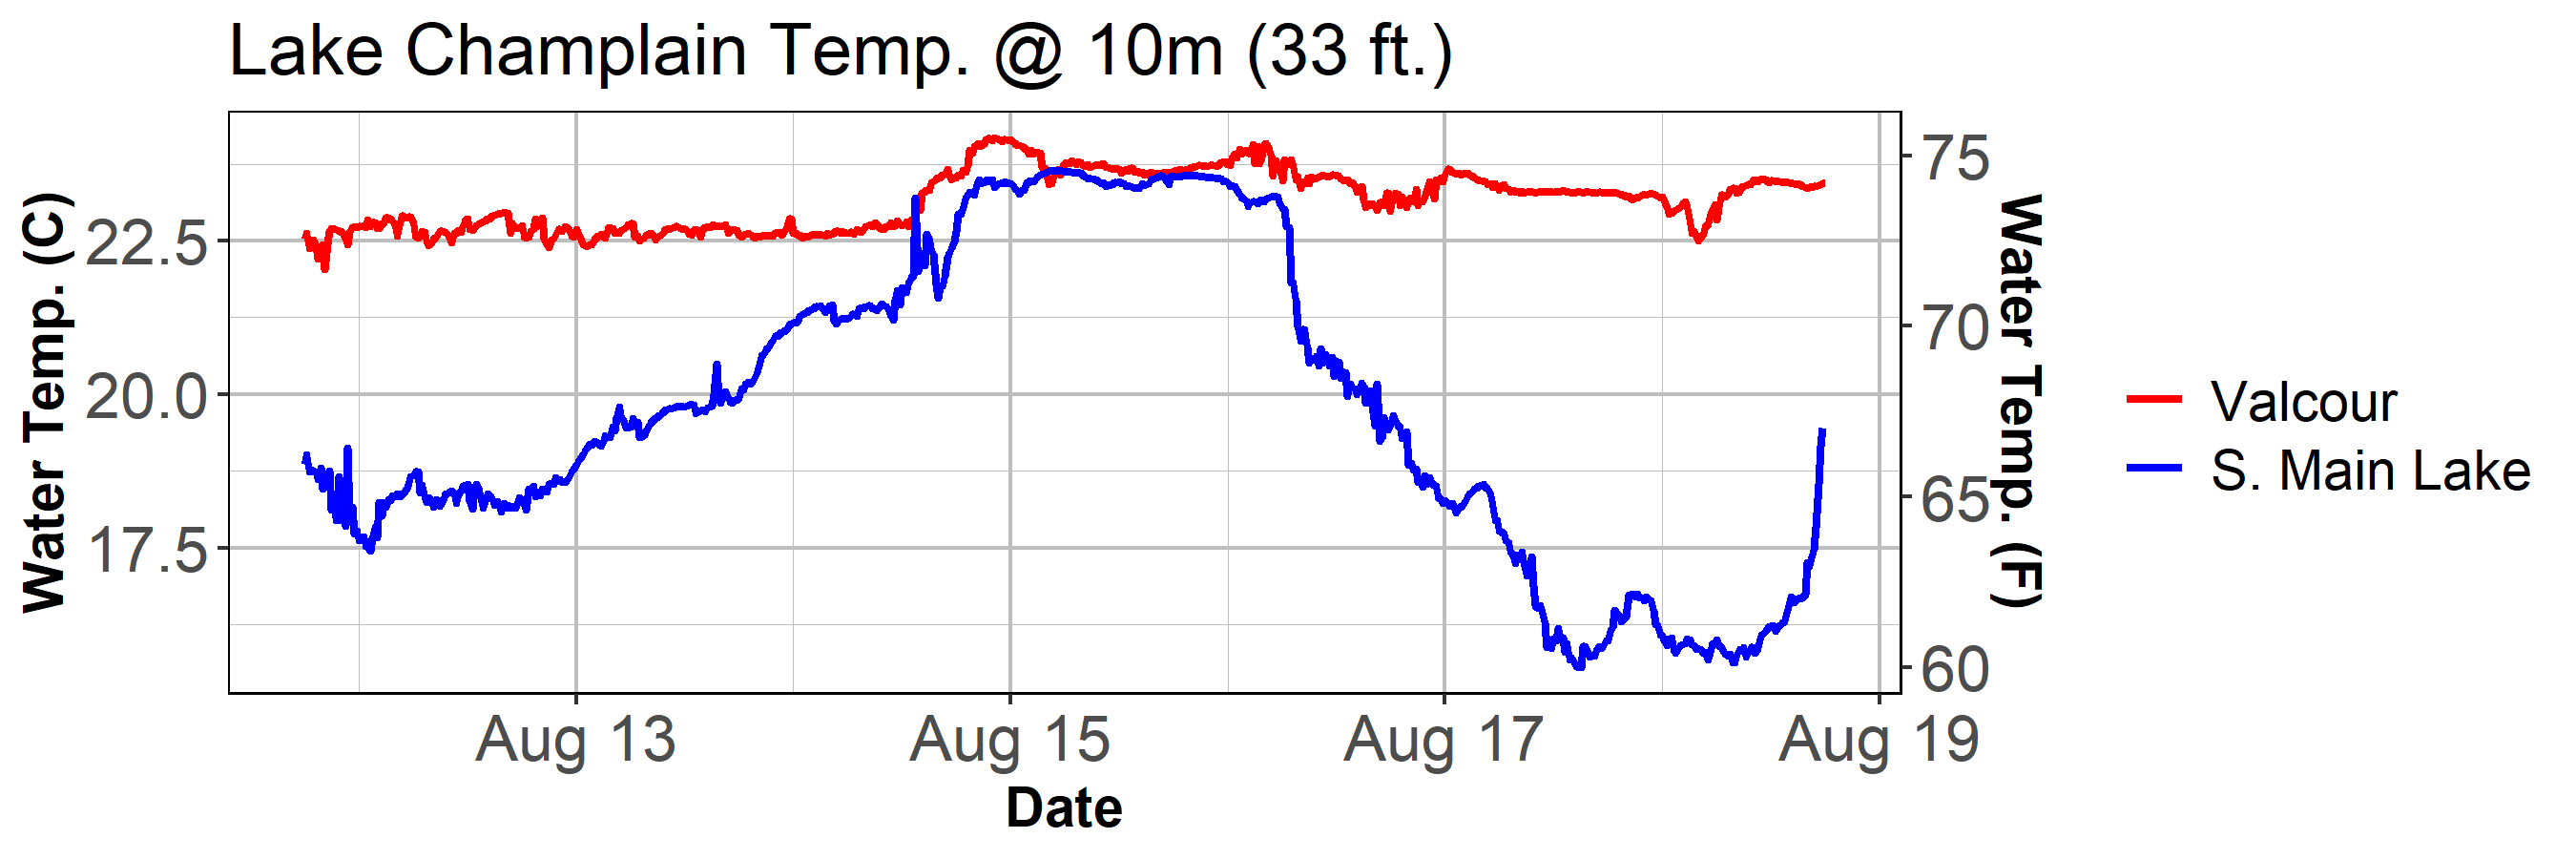 Lake Champlain Temp. @ 10m (33 ft.)
Water Temp. (C)
22.5
20.0
17.5
75
70
65
60
Water Temp. (F)
Aug 13
Aug 15
Aug 17
Aug 19
Date
Valcour
S. Main Lake